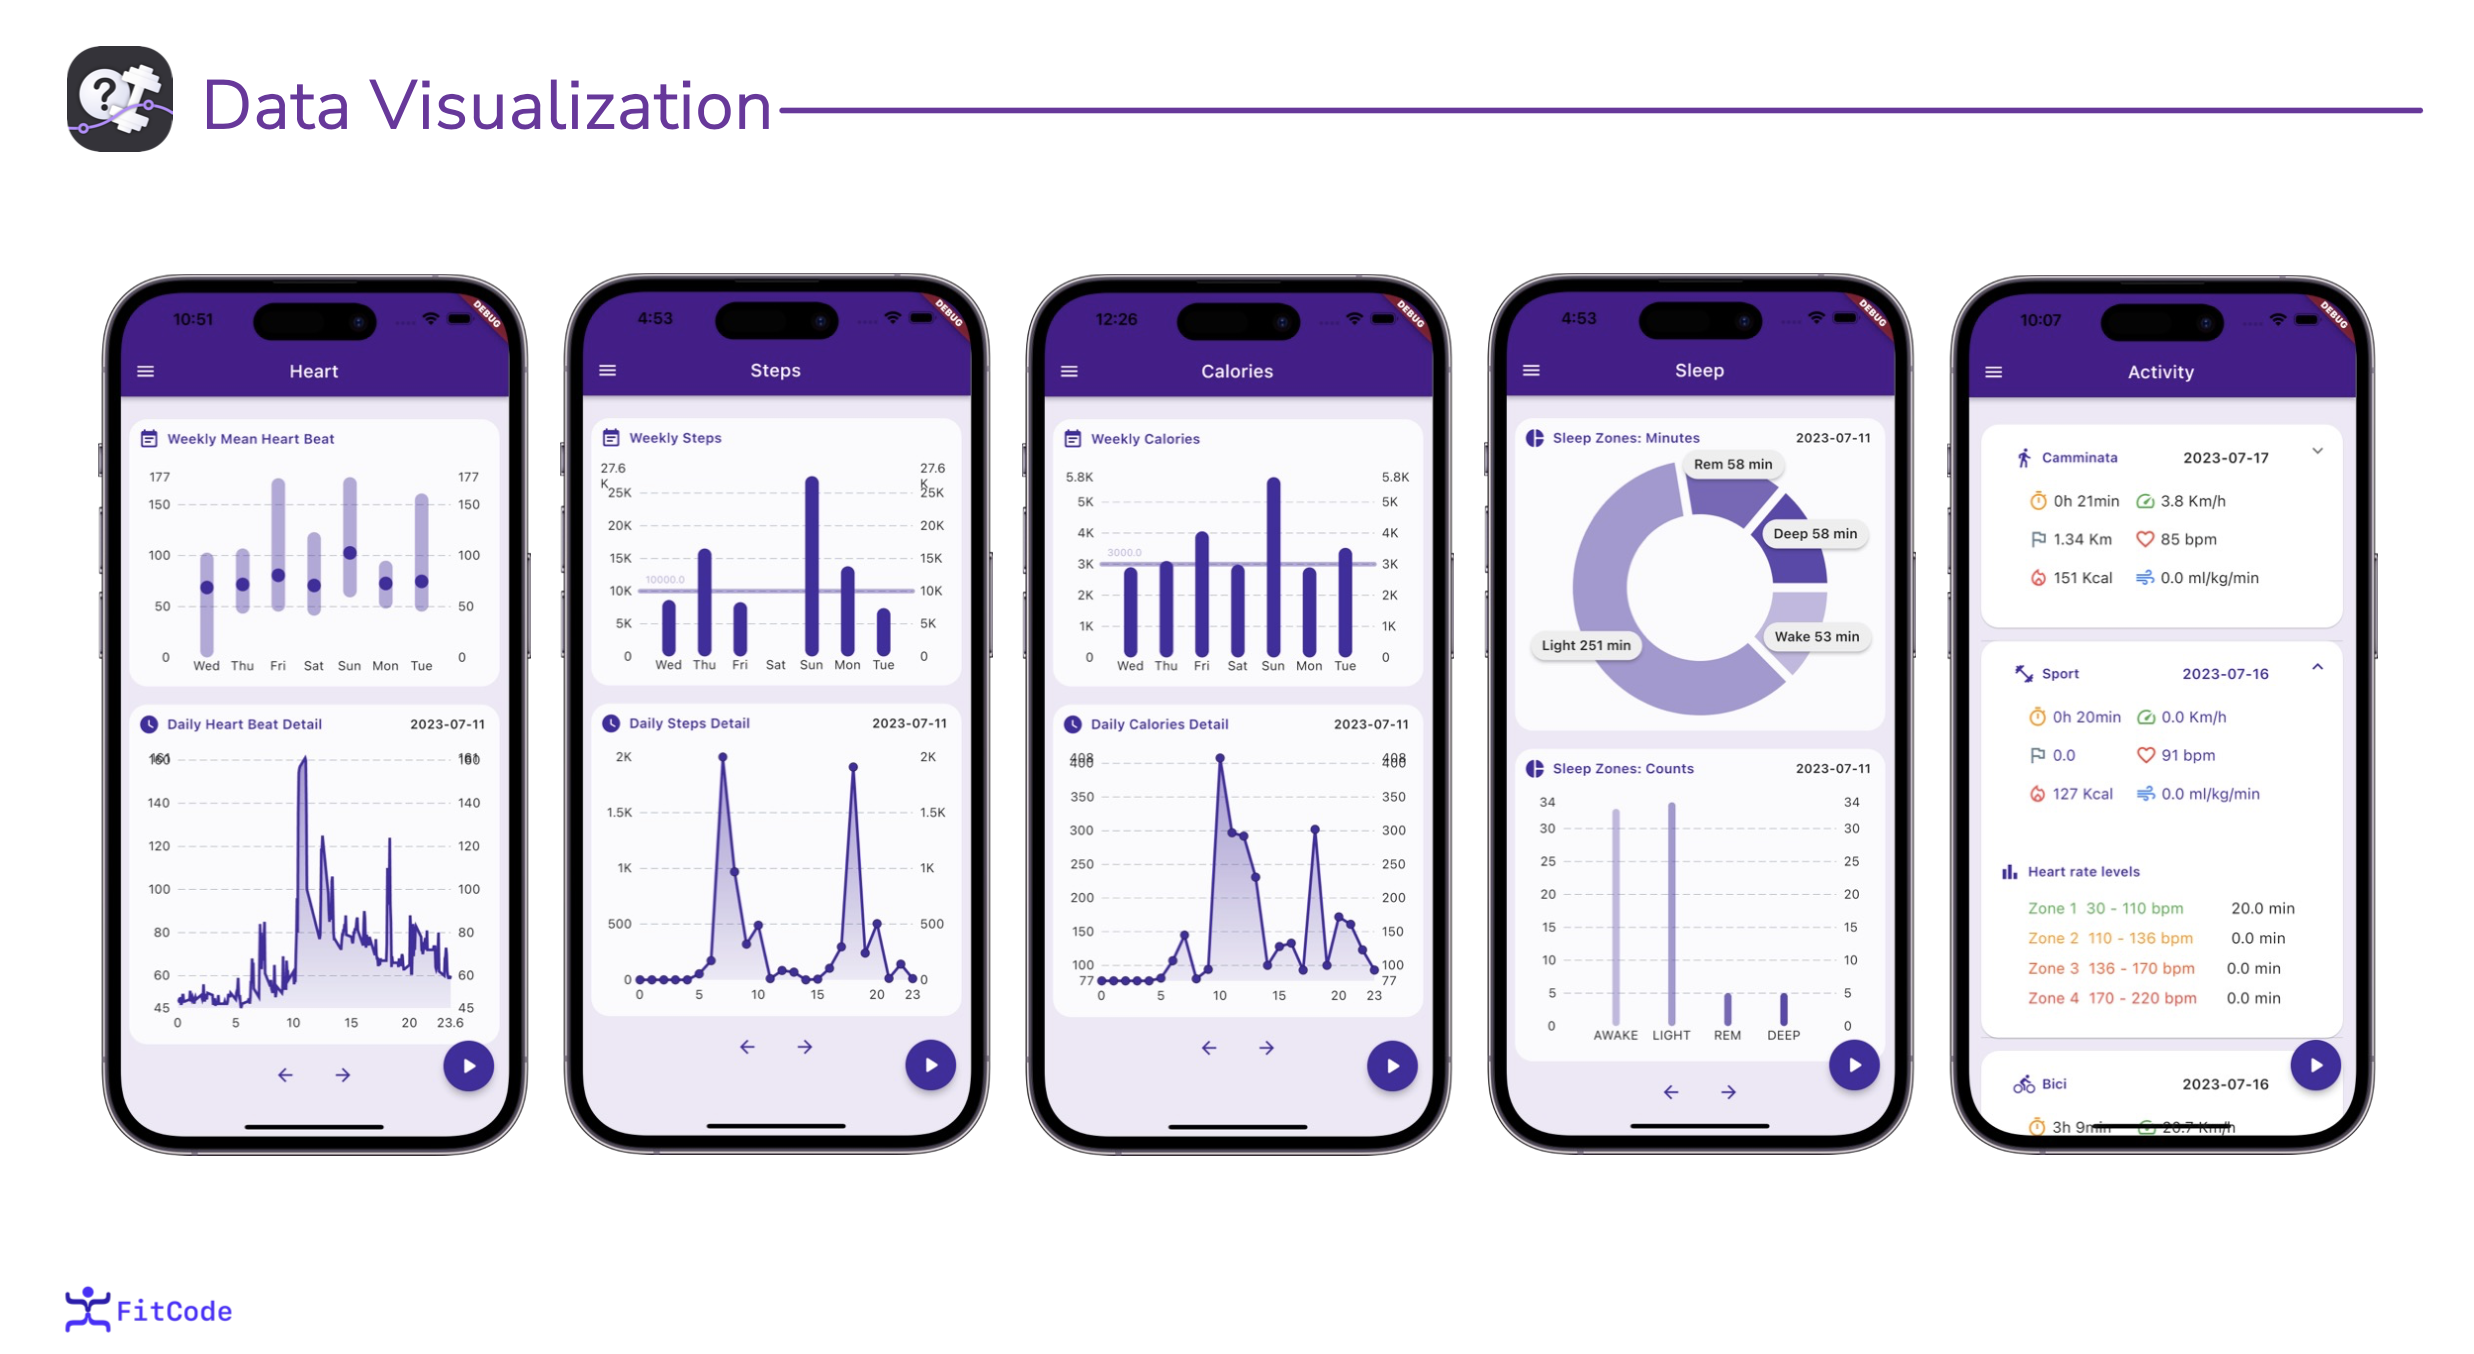 ?
Data Visualization
10:51
DEBUG
Heart
Weekly Mean Heart Beat
177 177
150 150
100 100
50 50
0 0
Wed Thu Fri Sat Sun Mon Tue
Daily Heart Beat Detail 2023-07-11
161 161
160 160
140 140
120 120
100 100
80 80
60 60
45 45
0 5 10 15 20 23.6
4:53
DEBUG
Steps
Weekly Steps
27.6 27.6
K K
25K 25K
20K 20K
15K 15K
10000.0
10K 10K
5K 5K
0 0
Wed Thu Fri Sat Sun Mon Tue
Daily Steps Detail 2023-07-11
2K 2K
1.5K 1.5K
1K 1K
500 500
0 0
0 5 10 15 20 23
12:26
DEBUG
Calories
Weekly Calories
5.8K 5.8K
5K 5K
4K 4K
3000.0
3K 3K
2K 2K
1K 1K
0 0
Wed Thu Fri Sat Sun Mon Tue
Daily Calories Detail 2023-07-11
408 408
400 400
350 350
300 300
250 250
200 200
150 150
100 100
77 77
0 5 10 15 20 23
4:53
DEBUG
Sleep
Sleep Zones: Minutes 2023-07-11
Rem 58 min
Deep 58 min
Wake 53 min
Light 251 min
Sleep Zones: Counts 2023-07-11
34 34
30 30
25 25
20 20
15 15
10 10
5 5
0 0
AWAKE LIGHT REM DEEP
10:07
DEBUG
Activity
Camminata 2023-07-17
0h 21min 3.8 Km/h
1.34 Km 85 bpm
151 Kcal 0.0 ml/kg/min
Sport 2023-07-16
0h 20min 0.0 Km/h
0.0 91 bpm
127 Kcal 0.0 ml/kg/min
Heart rate levels
Zone 1 30 - 110 bpm 20.0 min
Zone 2 110 - 136 bpm 0.0 min
Zone 3 136 - 170 bpm 0.0 min
Zone 4 170 - 220 bpm 0.0 min
Bici 2023-07-16
3h 9min 20.7 Km/h
FitCode